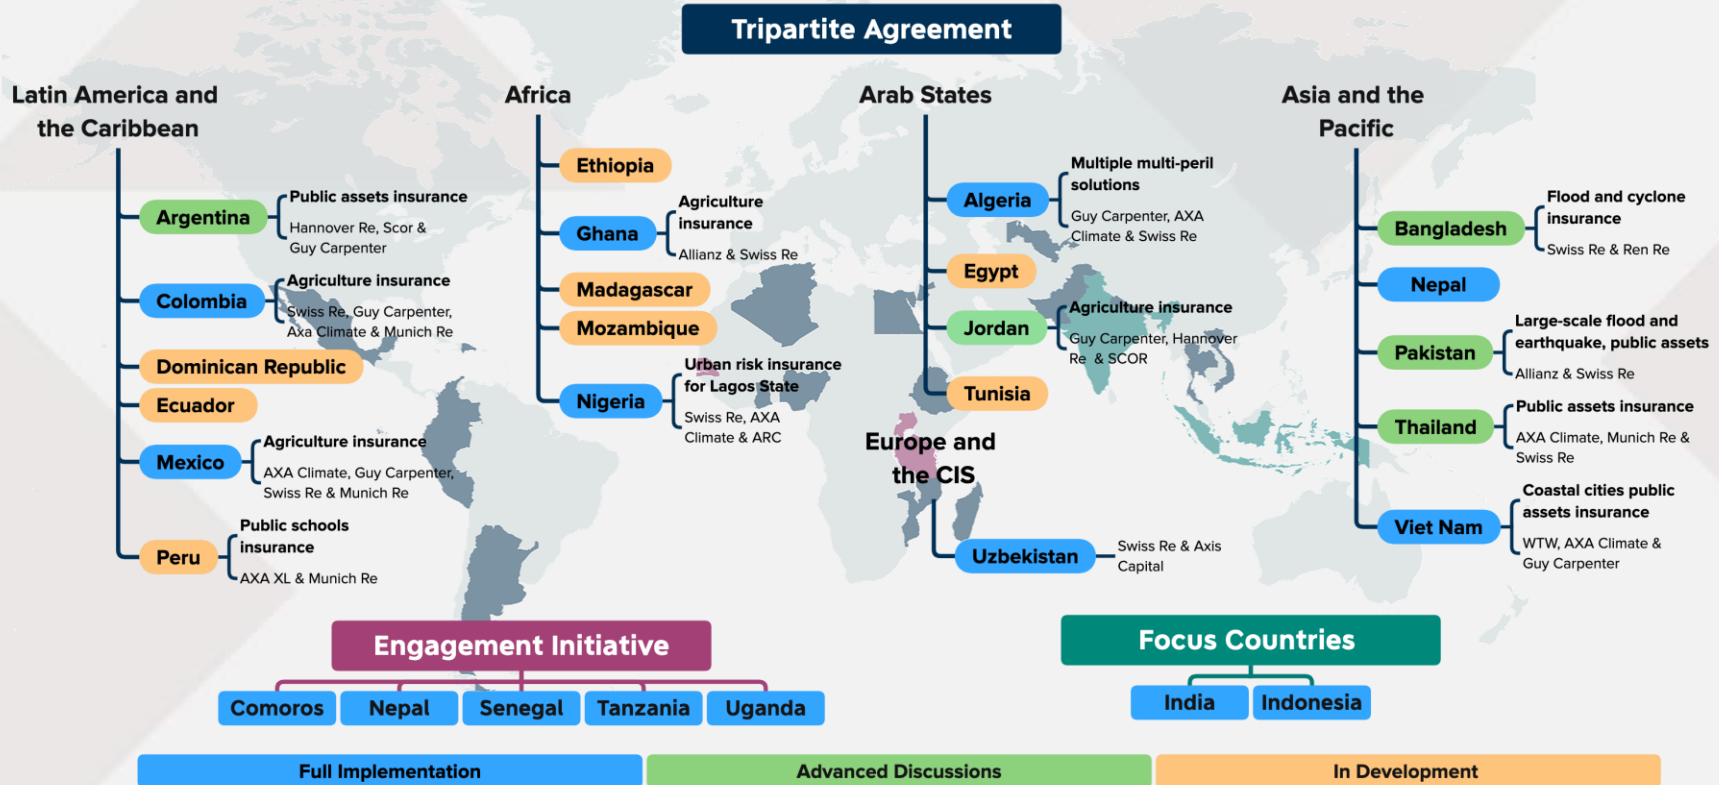 Tripartite Agreement
Latin America and
the Caribbean
Argentina
Public assets insurance
Hannover Re, Scor &
Guy Carpenter
Colombia
Agriculture insurance
Swiss Re, Guy Carpenter,
Axa Climate & Munich Re
Dominican Republic
Ecuador
Mexico
Agriculture insurance
AXA Climate, Guy Carpenter,
Swiss Re & Munich Re
Peru
Public schools
insurance
AXA XL & Munich Re
Africa
Ethiopia
Ghana
Agriculture
insurance
Allianz & Swiss Re
Madagascar
Mozambique
Nigeria
Urban risk insurance
for Lagos State
Swiss Re, AXA
Climate & ARC
Arab States
Algeria
Multiple multi-peril
solutions
Guy Carpenter, AXA
Climate & Swiss Re
Egypt
Jordan
Agriculture insurance
Guy Carpenter, Hannover
Re & SCOR
Tunisia
Europe and
the CIS
Uzbekistan
Swiss Re & Axis
Capital
Asia and the
Pacific
Bangladesh
Flood and cyclone
insurance
Swiss Re & Ren Re
Nepal
Pakistan
Large-scale flood and
earthquake, public assets
Allianz & Swiss Re
Thailand
Public assets insurance
AXA Climate, Munich Re &
Swiss Re
Viet Nam
Coastal cities public
assets insurance
WTW, AXA Climate &
Guy Carpenter
Engagement Initiative
Comoros
Nepal
Senegal
Tanzania
Uganda
Focus Countries
India
Indonesia
Full Implementation
Advanced Discussions
In Development